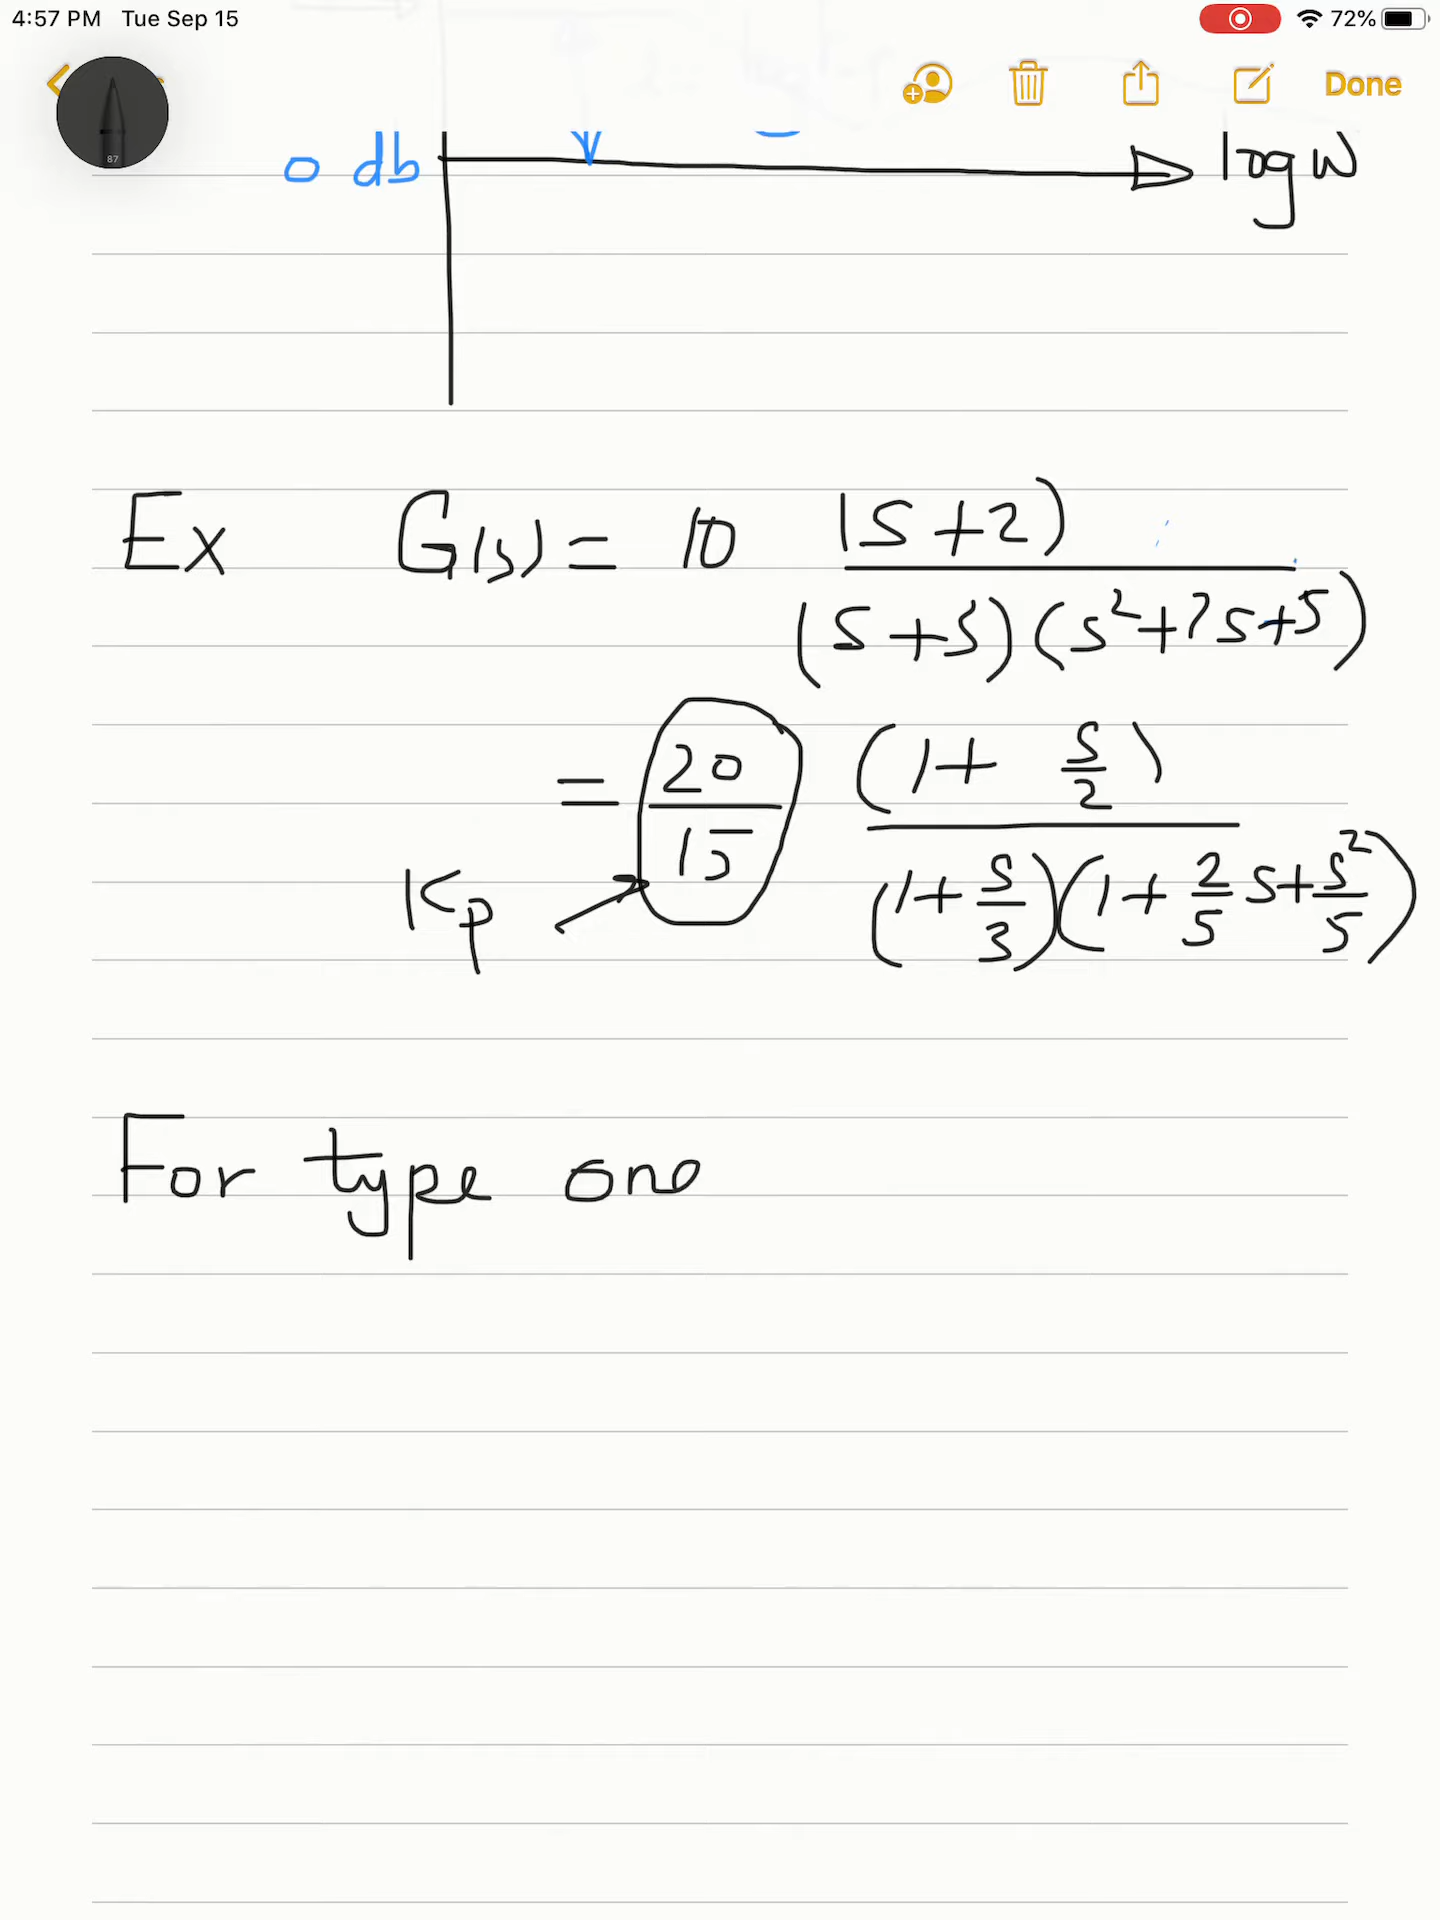 4:57 PM Tue Sep 15 72%
Done
87
0 db log w
Ex G(s) = 10 (s+2)
(s+3)(s²+2s+5)
= 20/15 (1+ s/2)
Kp (1+ s/3)(1+ 2/5 s+ s²/5)
For type one